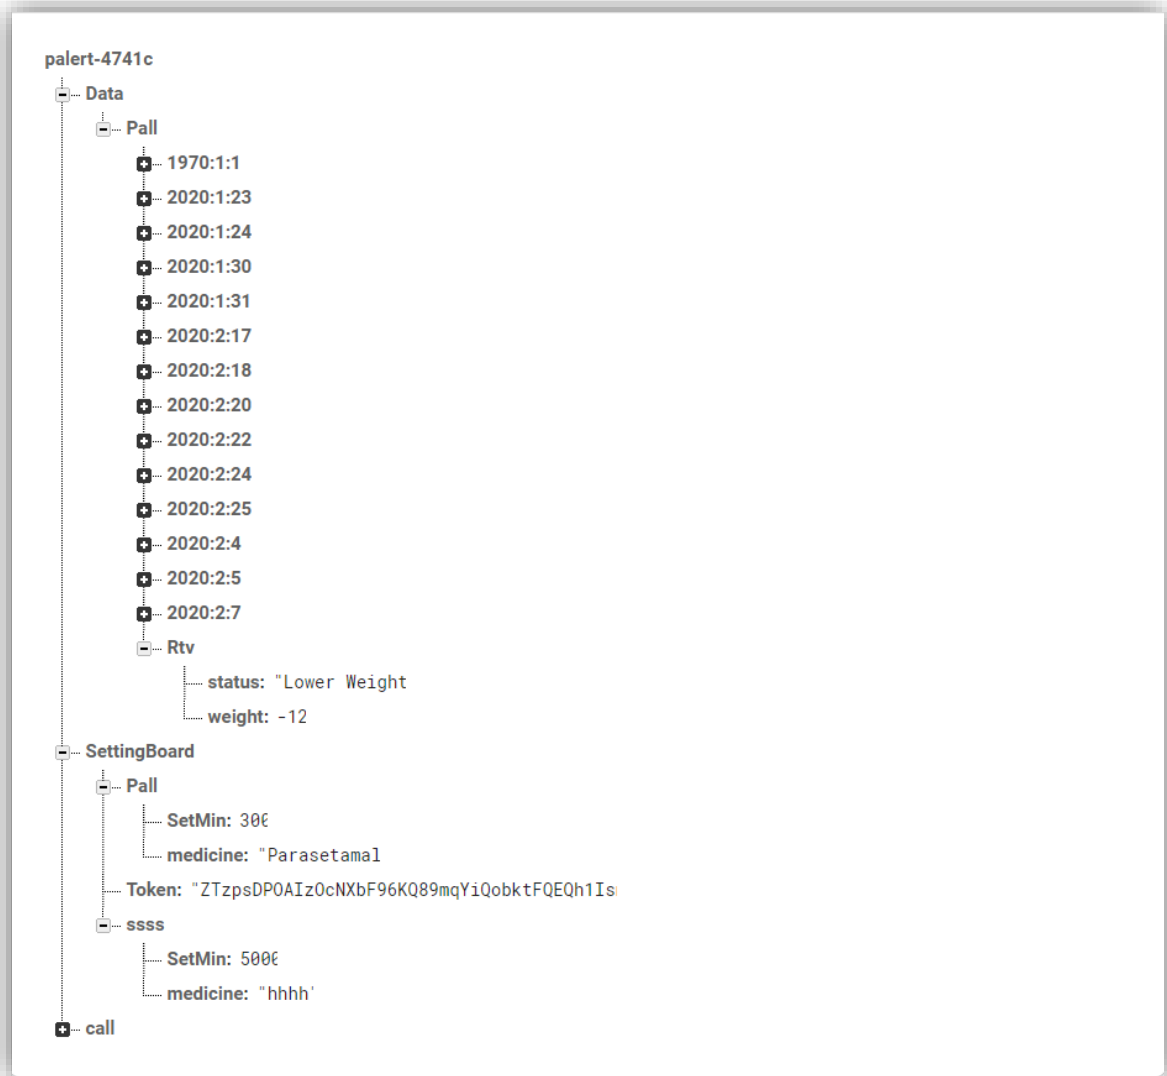 palert-4741c
Data
Pall
1970:1:1
2020:1:23
2020:1:24
2020:1:30
2020:1:31
2020:2:17
2020:2:18
2020:2:20
2020:2:22
2020:2:24
2020:2:25
2020:2:4
2020:2:5
2020:2:7
Rtv
status: "Lower Weight
weight: -12
SettingBoard
Pall
SetMin: 300
medicine: "Parasetamal
Token: "ZTzpsDPOAIzOcNXbF96KQ89mqYiQobktFQEQh1Is
ssss
SetMin: 5000
medicine: "hhhh"
call